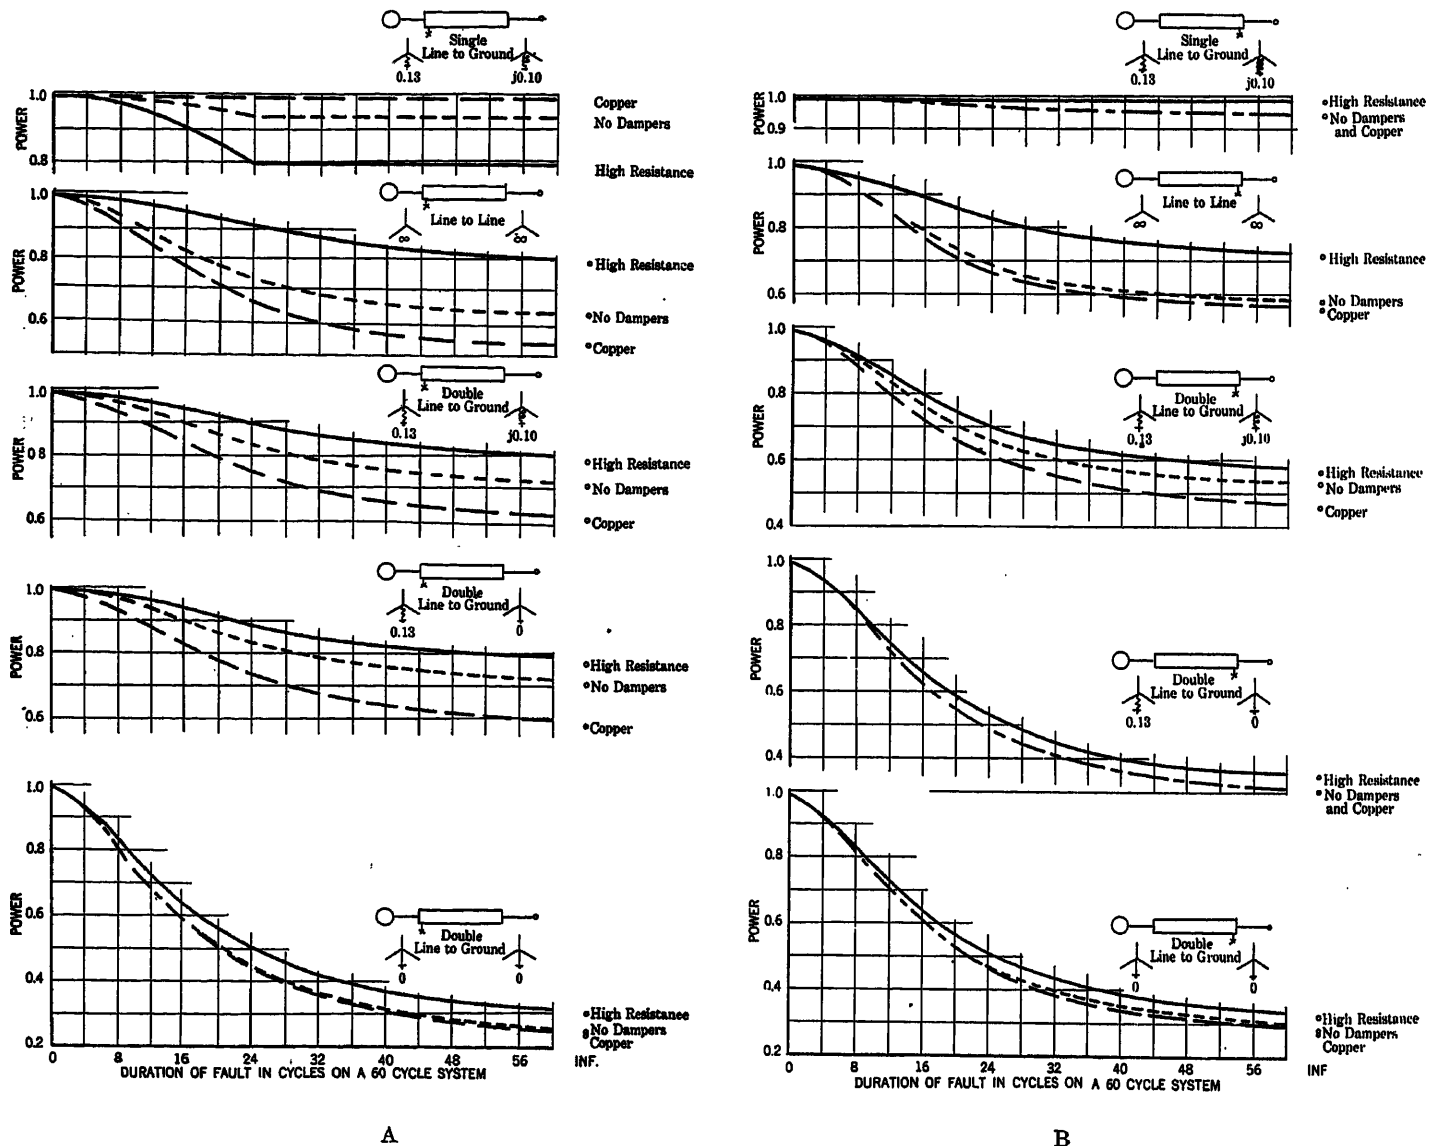 Single
Line to Ground
0.13
j0.10
POWER
1.0
0.8
Copper
No Dampers
High Resistance
Line to Line
∞
∞
POWER
1.0
0.8
0.6
High Resistance
No Dampers
Copper
Double
Line to Ground
0.13
j0.10
POWER
1.0
0.8
0.6
High Resistance
No Dampers
Copper
Double
Line to Ground
0.13
0
POWER
1.0
0.8
0.6
High Resistance
No Dampers
Copper
Double
Line to Ground
0
0
POWER
1.0
0.8
0.6
0.4
0.2
High Resistance
No Dampers
Copper
0 8 16 24 32 40 48 56 INF.
DURATION OF FAULT IN CYCLES ON A 60 CYCLE SYSTEM
A
Single
Line to Ground
0.13
j0.10
POWER
1.0
0.9
High Resistance
No Dampers
and Copper
Line to Line
∞
∞
POWER
1.0
0.8
0.6
High Resistance
No Dampers
Copper
Double
Line to Ground
0.13
j0.10
POWER
1.0
0.8
0.6
0.4
High Resistance
No Dampers
Copper
Double
Line to Ground
0.13
0
POWER
1.0
0.8
0.6
0.4
High Resistance
No Dampers
and Copper
Double
Line to Ground
0
0
POWER
1.0
0.8
0.6
0.4
0.2
High Resistance
No Dampers
Copper
0 8 16 24 32 40 48 56 INF
DURATION OF FAULT IN CYCLES ON A 60 CYCLE SYSTEM
B